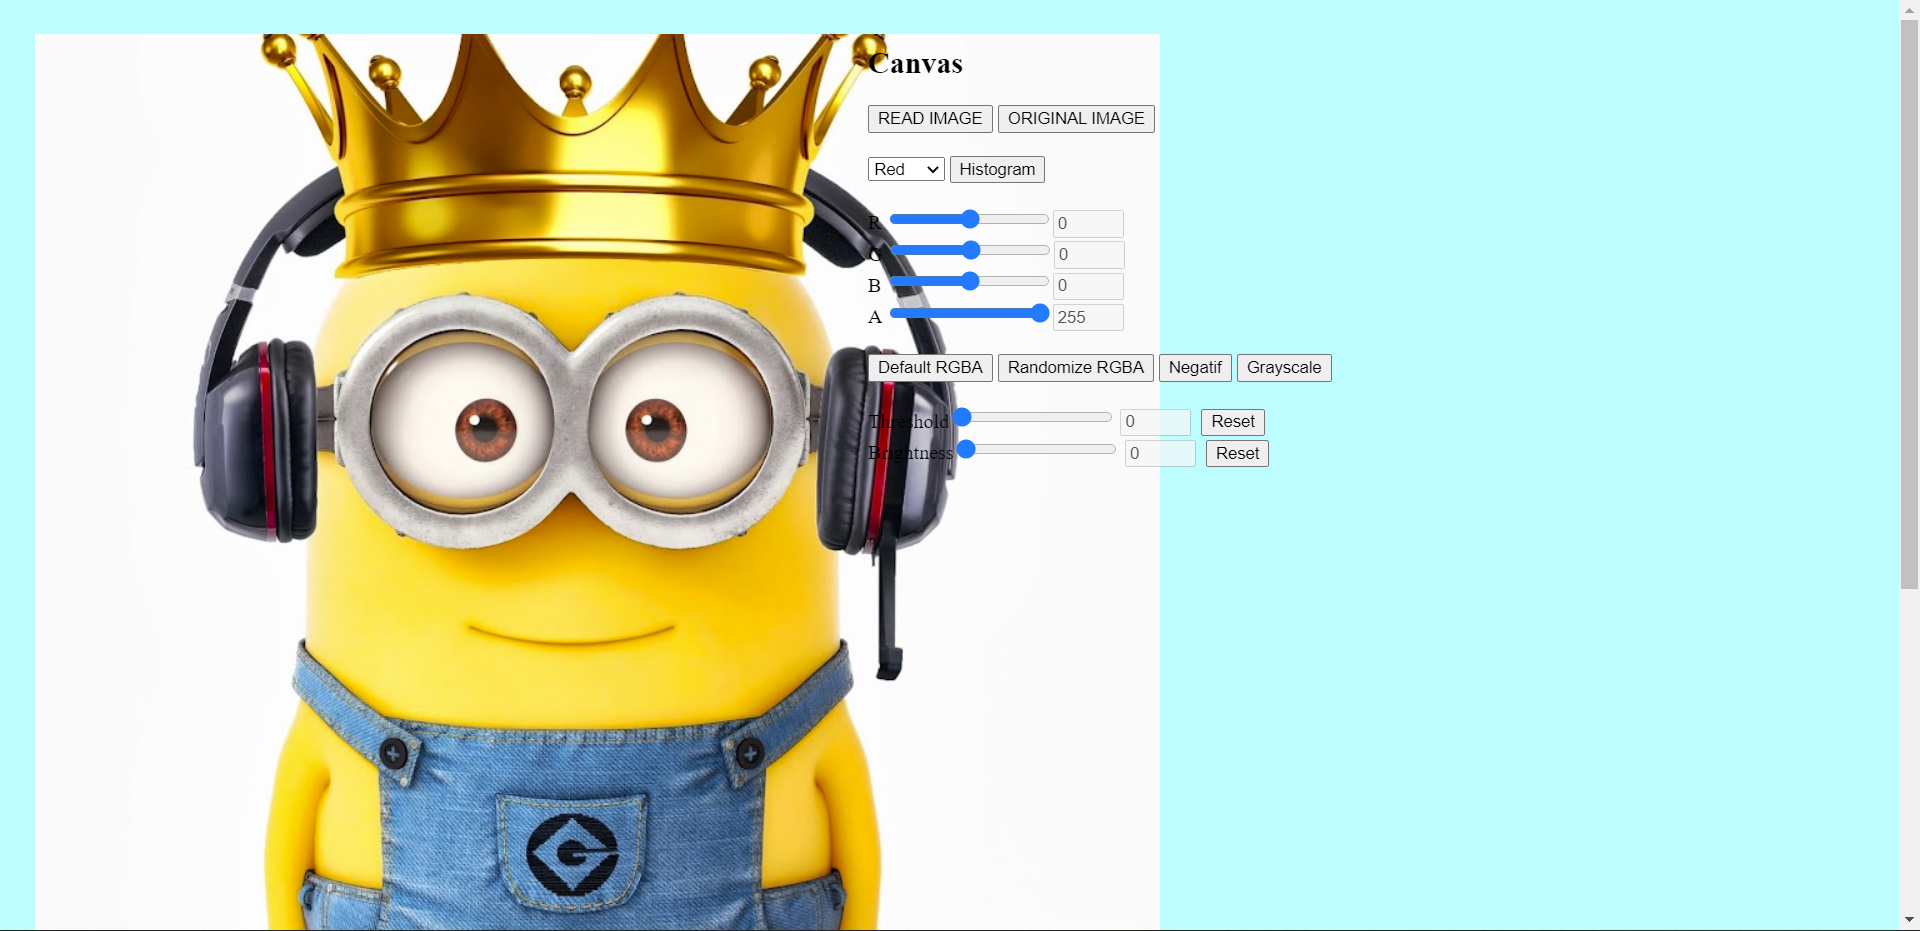 Canvas
READ IMAGE ORIGINAL IMAGE
Red Histogram
R 0
G 0
B 0
A 255
Default RGBA Randomize RGBA Negatif Grayscale
Threshold 0 Reset
Brightness 0 Reset